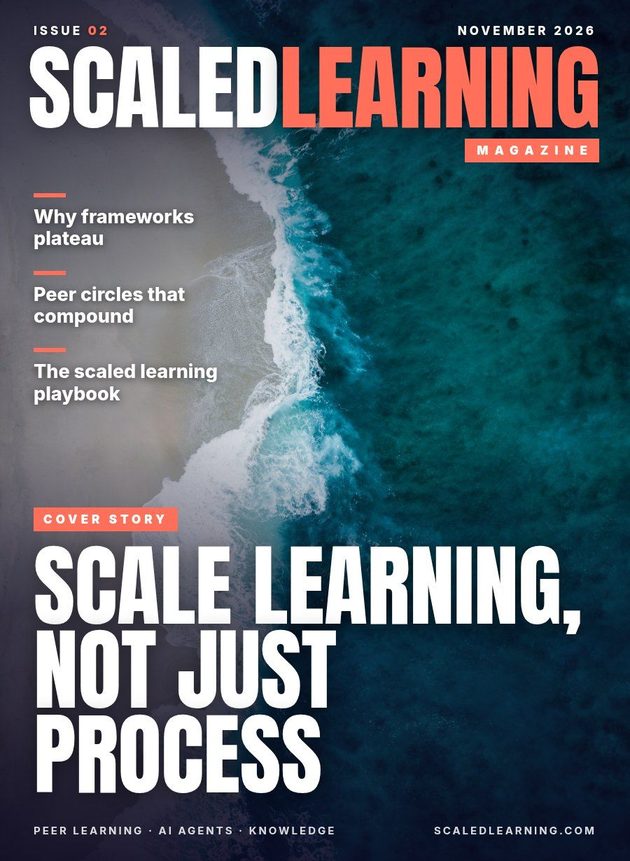 ISSUE 02
NOVEMBER 2026
SCALEDLEARNING
MAGAZINE
Why frameworks
plateau
Peer circles that
compound
The scaled learning
playbook
COVER STORY
SCALE LEARNING,
NOT JUST
PROCESS
PEER LEARNING · AI AGENTS · KNOWLEDGE
SCALEDLEARNING.COM